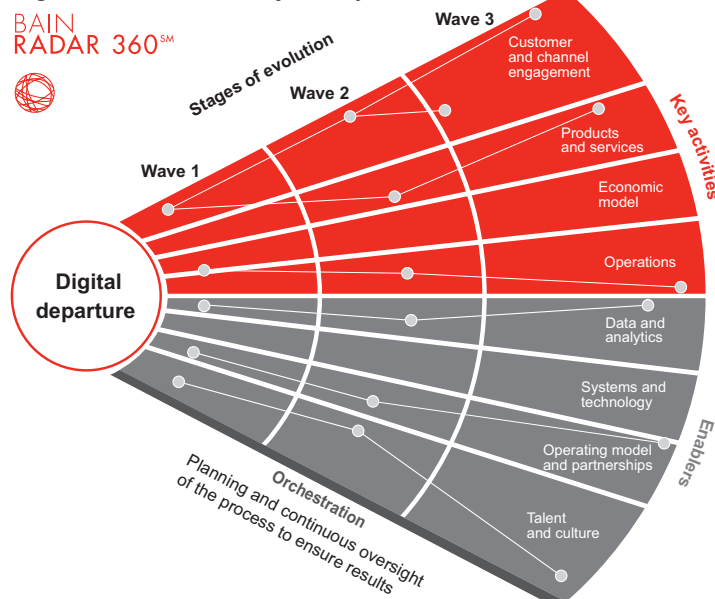 BAIN
RADAR 360℠
Stages of evolution
Wave 1
Wave 2
Wave 3
Digital
departure
Key activities
Customer
and channel
engagement
Products
and services
Economic
model
Operations
Enablers
Data and
analytics
Systems and
technology
Operating model
and partnerships
Talent
and culture
Orchestration
Planning and continuous oversight
of the process to ensure results